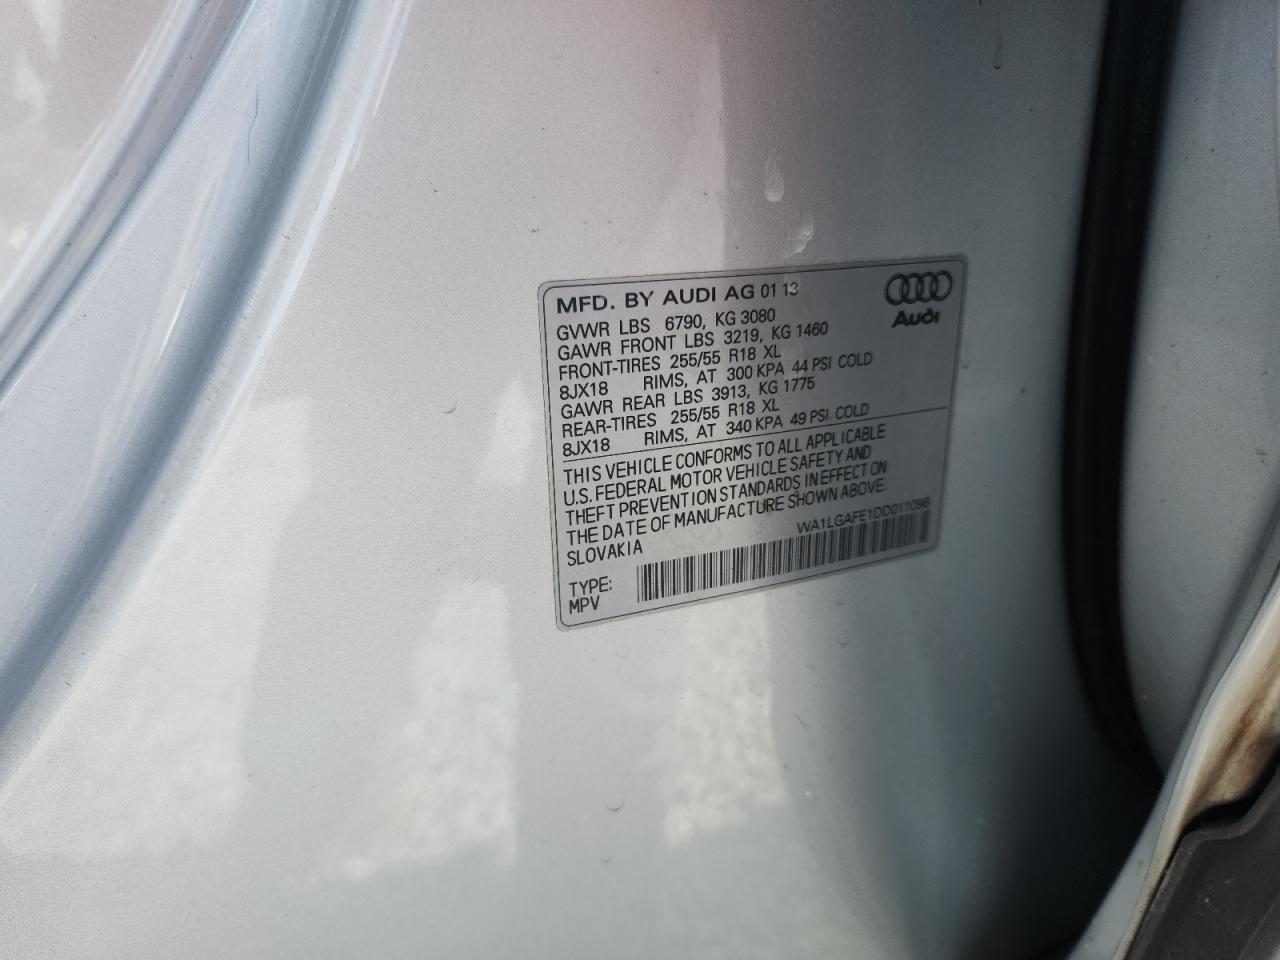 MFD. BY AUDI AG 01 13
Audi
GVWR LBS 6790, KG 3080
GAWR FRONT LBS 3219, KG 1460
FRONT-TIRES 255/55 R18 XL
8JX18 RIMS, AT 300 KPA 44 PSI COLD
GAWR REAR LBS 3913, KG 1775
REAR-TIRES 255/55 R18 XL
8JX18 RIMS, AT 340 KPA 49 PSI COLD
THIS VEHICLE CONFORMS TO ALL APPLICABLE
U.S. FEDERAL MOTOR VEHICLE SAFETY AND
THEFT PREVENTION STANDARDS IN EFFECT ON
THE DATE OF MANUFACTURE SHOWN ABOVE.
SLOVAKIA
WA1LGAFE1DD011096
TYPE:
MPV